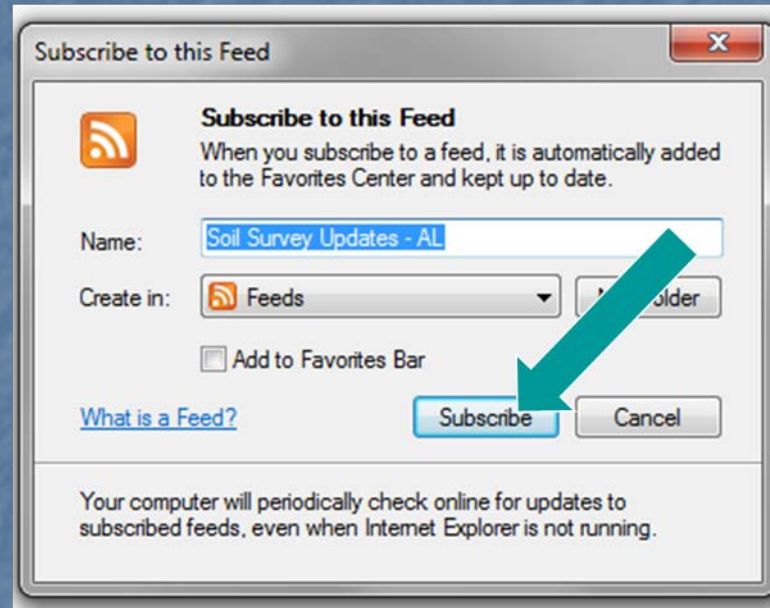 Subscribe to this Feed
Subscribe to this Feed
When you subscribe to a feed, it is automatically added
to the Favorites Center and kept up to date.
Name: Soil Survey Updates - AL
Create in: Feeds
Add to Favorites Bar
What is a Feed? Subscribe Cancel
Your computer will periodically check online for updates to
subscribed feeds, even when Internet Explorer is not running.